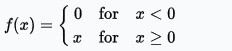 f(x) = { 0 for x < 0
x for x ≥ 0